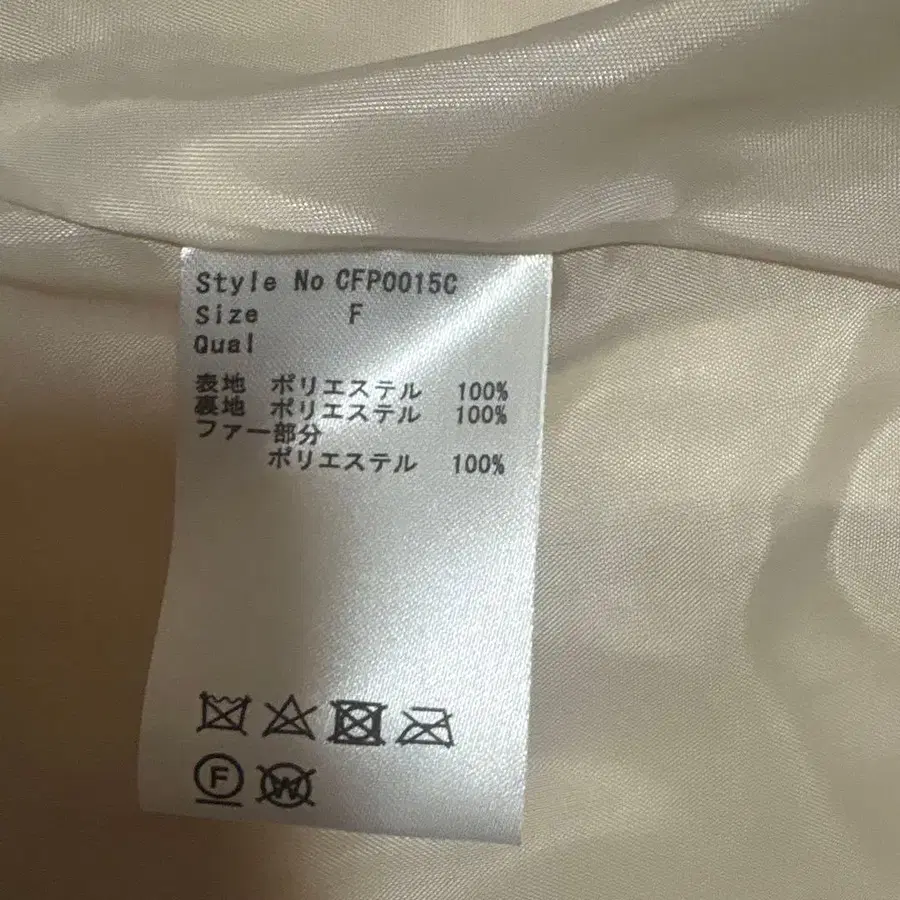 Style No CFP0015C
Size F
Qual
表地 ポリエステル 100%
裏地 ポリエステル 100%
ファー部分
ポリエステル 100%
F W